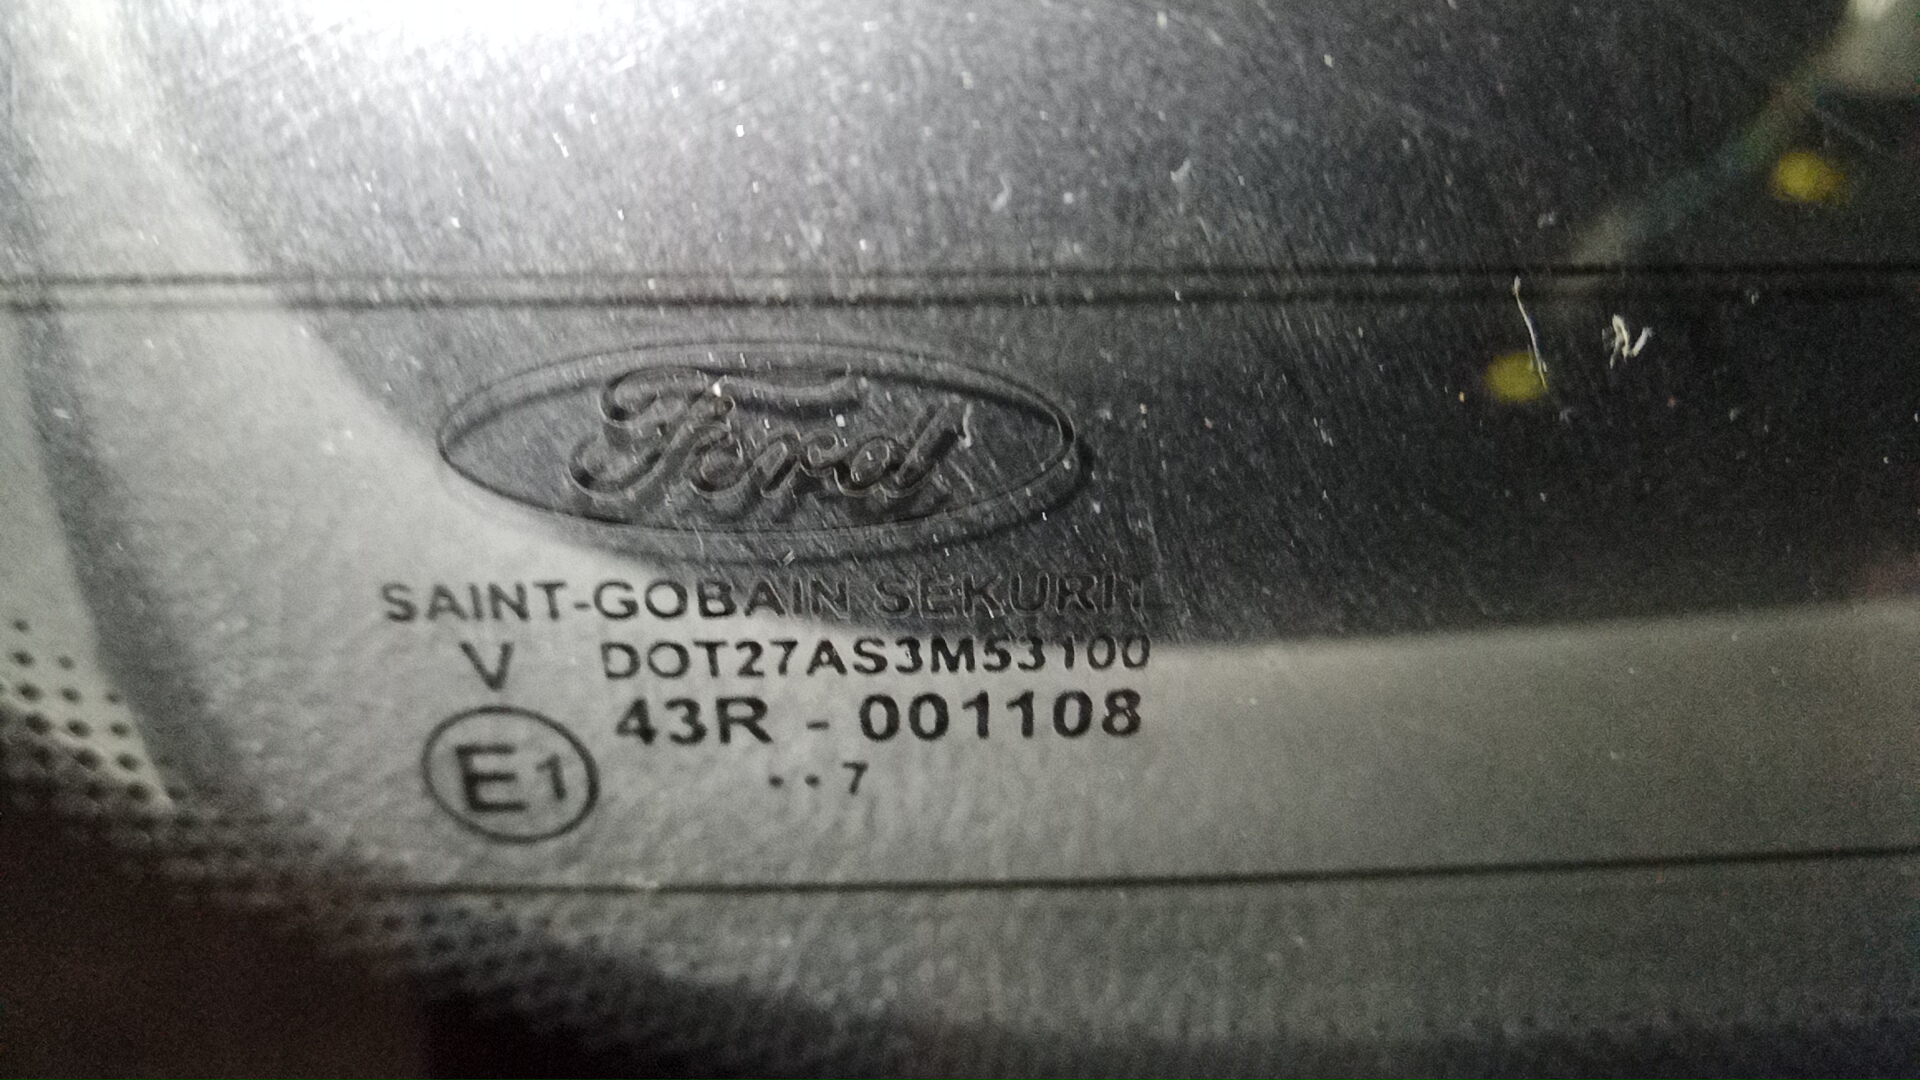 Ford
SAINT-GOBAIN SEKURIT
V DOT27AS3M53100
43R - 001108
E1
..7